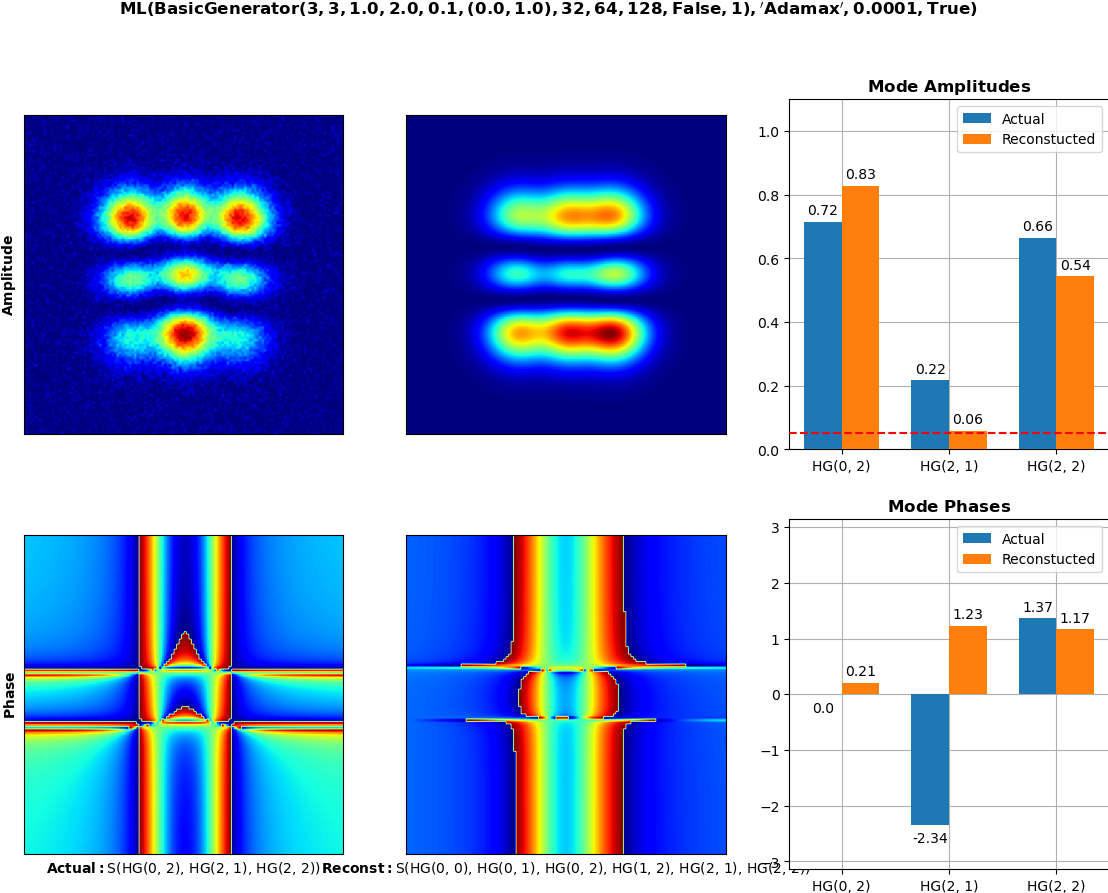 ML(BasicGenerator(3, 3, 1.0, 2.0, 0.1, (0.0, 1.0), 32, 64, 128, False, 1), ′Adamax′, 0.0001, True)
Amplitude
Mode Amplitudes
Actual
Reconstucted
1.0
0.8
0.6
0.4
0.2
0.0
0.72
0.83
0.22
0.06
0.66
0.54
HG(0, 2)
HG(2, 1)
HG(2, 2)
Phase
Mode Phases
Actual
Reconstucted
3
2
1
0
−1
−2
−3
0.0
0.21
-2.34
1.23
1.37
1.17
HG(0, 2)
HG(2, 1)
HG(2, 2)
Actual: S(HG(0, 2), HG(2, 1), HG(2, 2))
Reconst: S(HG(0, 0), HG(0, 1), HG(0, 2), HG(1, 2), HG(2, 1), HG(2, 2))